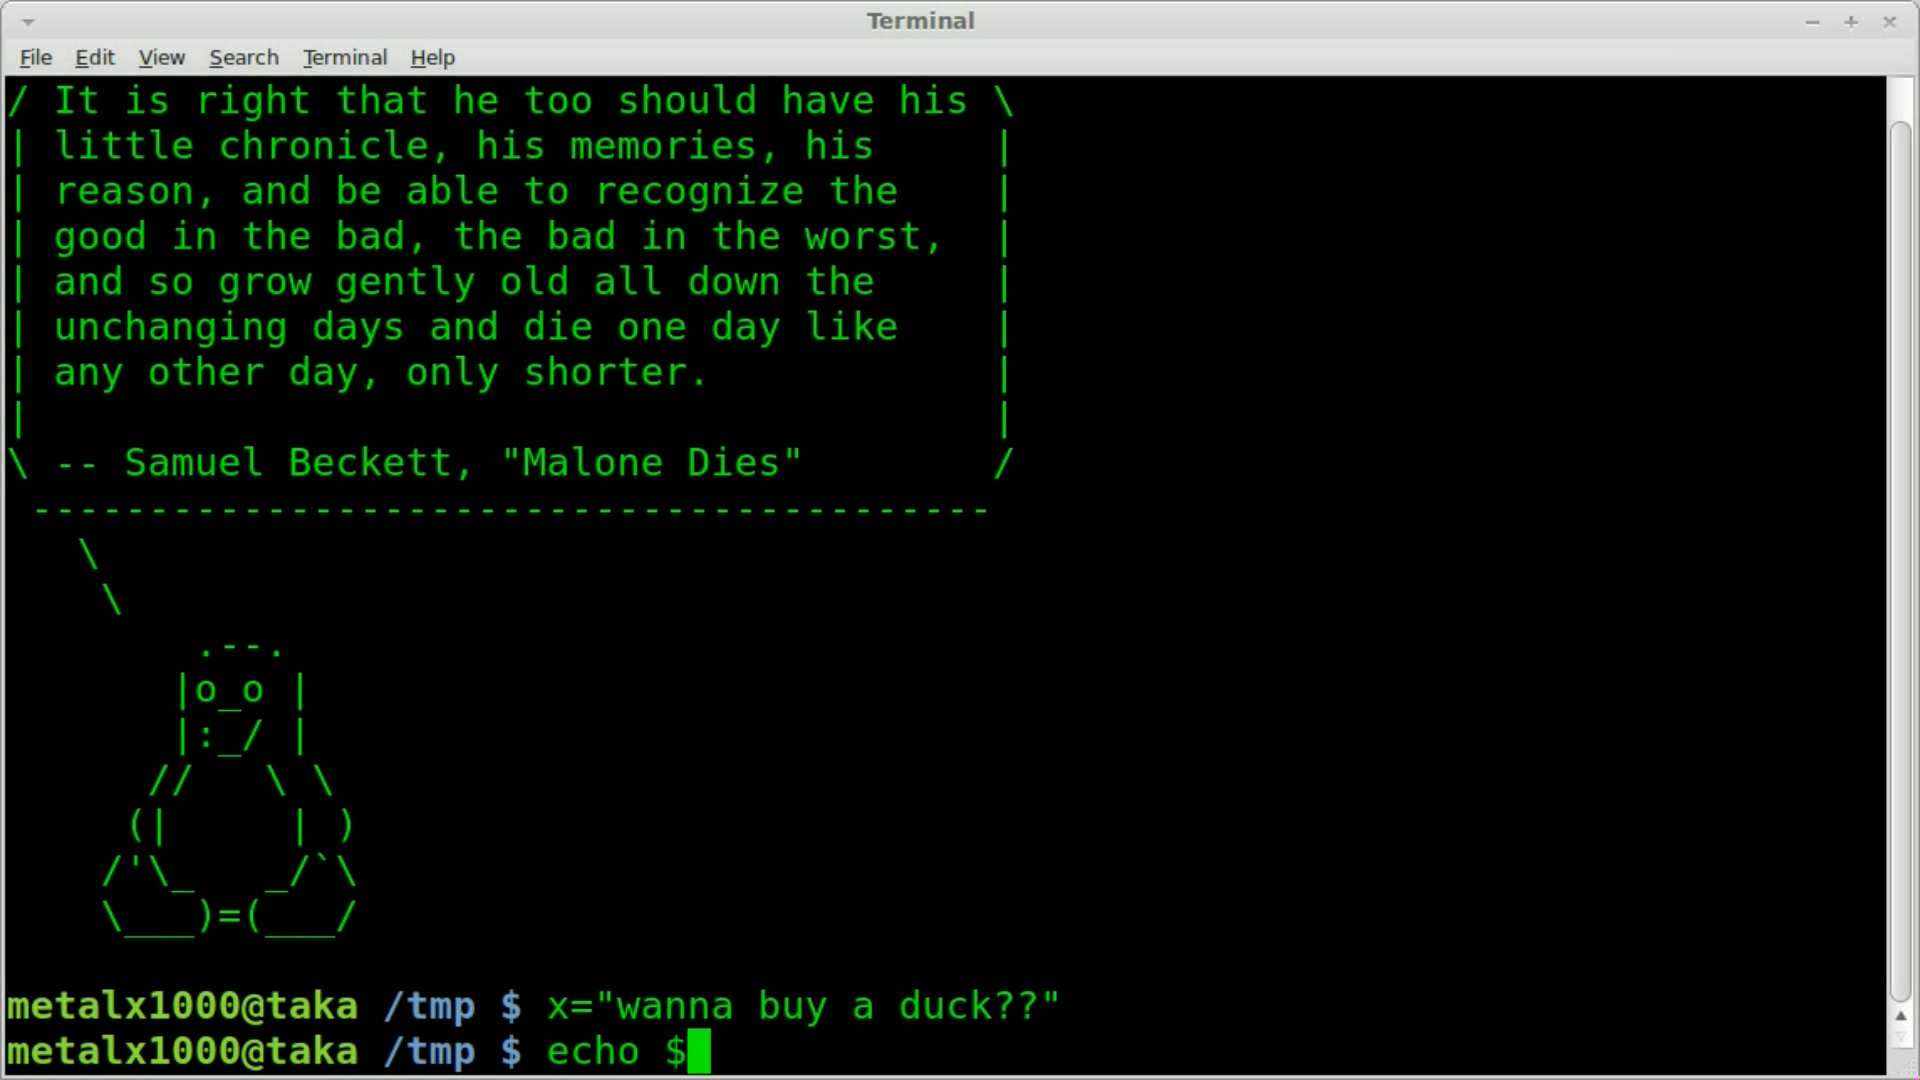 Terminal
File Edit View Search Terminal Help
/ It is right that he too should have his \
| little chronicle, his memories, his |
| reason, and be able to recognize the |
| good in the bad, the bad in the worst, |
| and so grow gently old all down the |
| unchanging days and die one day like |
| any other day, only shorter. |
| |
\ -- Samuel Beckett, "Malone Dies" /
 -----------------------------------------
   \
    \
        .--.
       |o_o |
       |:_/ |
      //   \ \
     (|     | )
    /'\_   _/`\
    \___)=(___/
metalx1000@taka /tmp $ x="wanna buy a duck??"
metalx1000@taka /tmp $ echo $